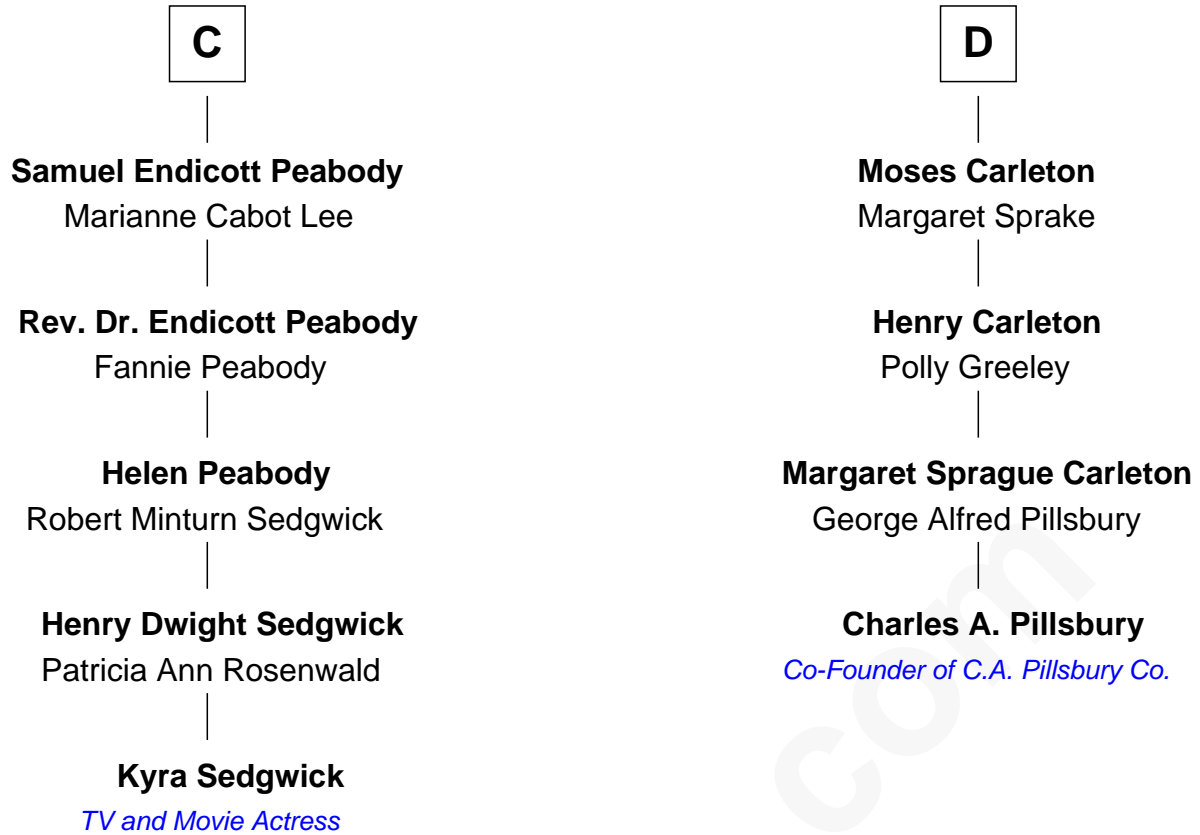 C
Samuel Endicott Peabody
Marianne Cabot Lee
Rev. Dr. Endicott Peabody
Fannie Peabody
Helen Peabody
Robert Minturn Sedgwick
Henry Dwight Sedgwick
Patricia Ann Rosenwald
Kyra Sedgwick
TV and Movie Actress
D
Moses Carleton
Margaret Sprake
Henry Carleton
Polly Greeley
Margaret Sprague Carleton
George Alfred Pillsbury
Charles A. Pillsbury
Co-Founder of C.A. Pillsbury Co.
com